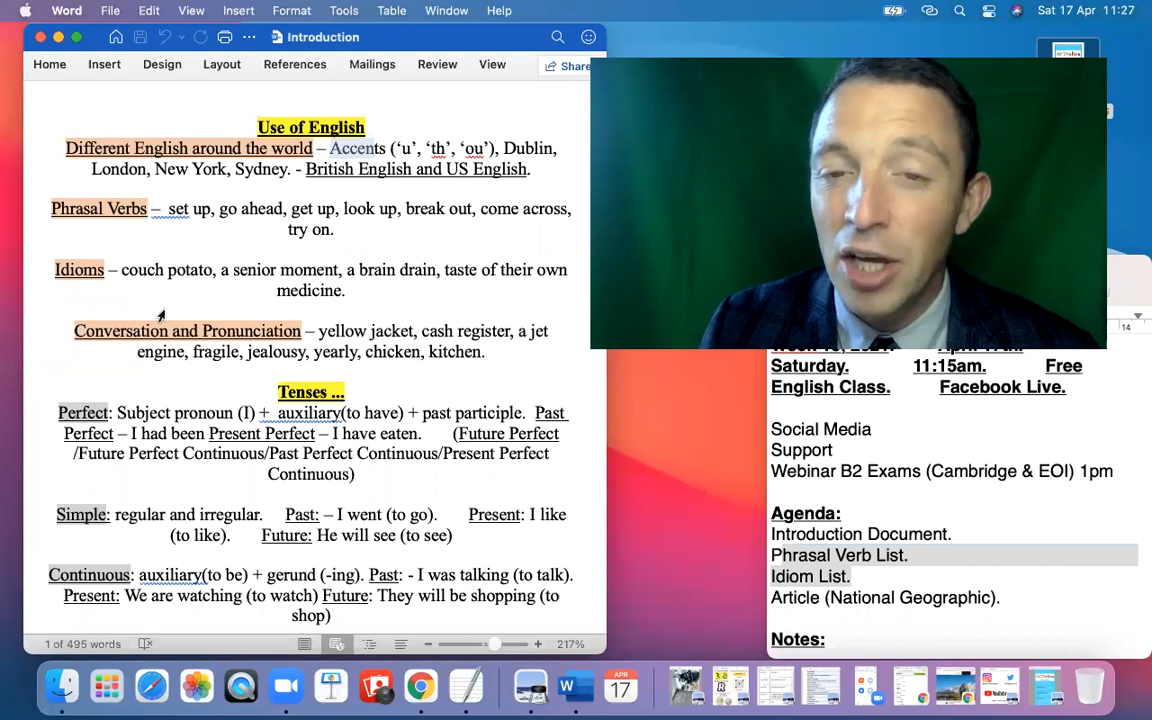 Word File Edit View Insert Format Tools Table Window Help Sat 17 Apr 11:27
Introduction
Home Insert Design Layout References Mailings Review View Share
Use of English
Different English around the world – Accents (‘u’, ‘th’, ‘ou’), Dublin,
London, New York, Sydney. - British English and US English.
Phrasal Verbs – set up, go ahead, get up, look up, break out, come across,
try on.
Idioms – couch potato, a senior moment, a brain drain, taste of their own
medicine.
Conversation and Pronunciation – yellow jacket, cash register, a jet
engine, fragile, jealousy, yearly, chicken, kitchen.
Tenses ...
Perfect: Subject pronoun (I) + auxiliary(to have) + past participle. Past
Perfect – I had been Present Perfect – I have eaten. (Future Perfect
/Future Perfect Continuous/Past Perfect Continuous/Present Perfect
Continuous)
Simple: regular and irregular. Past: – I went (to go). Present: I like
(to like). Future: He will see (to see)
Continuous: auxiliary(to be) + gerund (-ing). Past: - I was talking (to talk).
Present: We are watching (to watch) Future: They will be shopping (to
shop)
1 of 495 words 217%
14
Saturday. 11:15am. Free
English Class. Facebook Live.
Social Media
Support
Webinar B2 Exams (Cambridge & EOI) 1pm
Agenda:
Introduction Document.
Phrasal Verb List.
Idiom List.
Article (National Geographic).
Notes:
APR
17